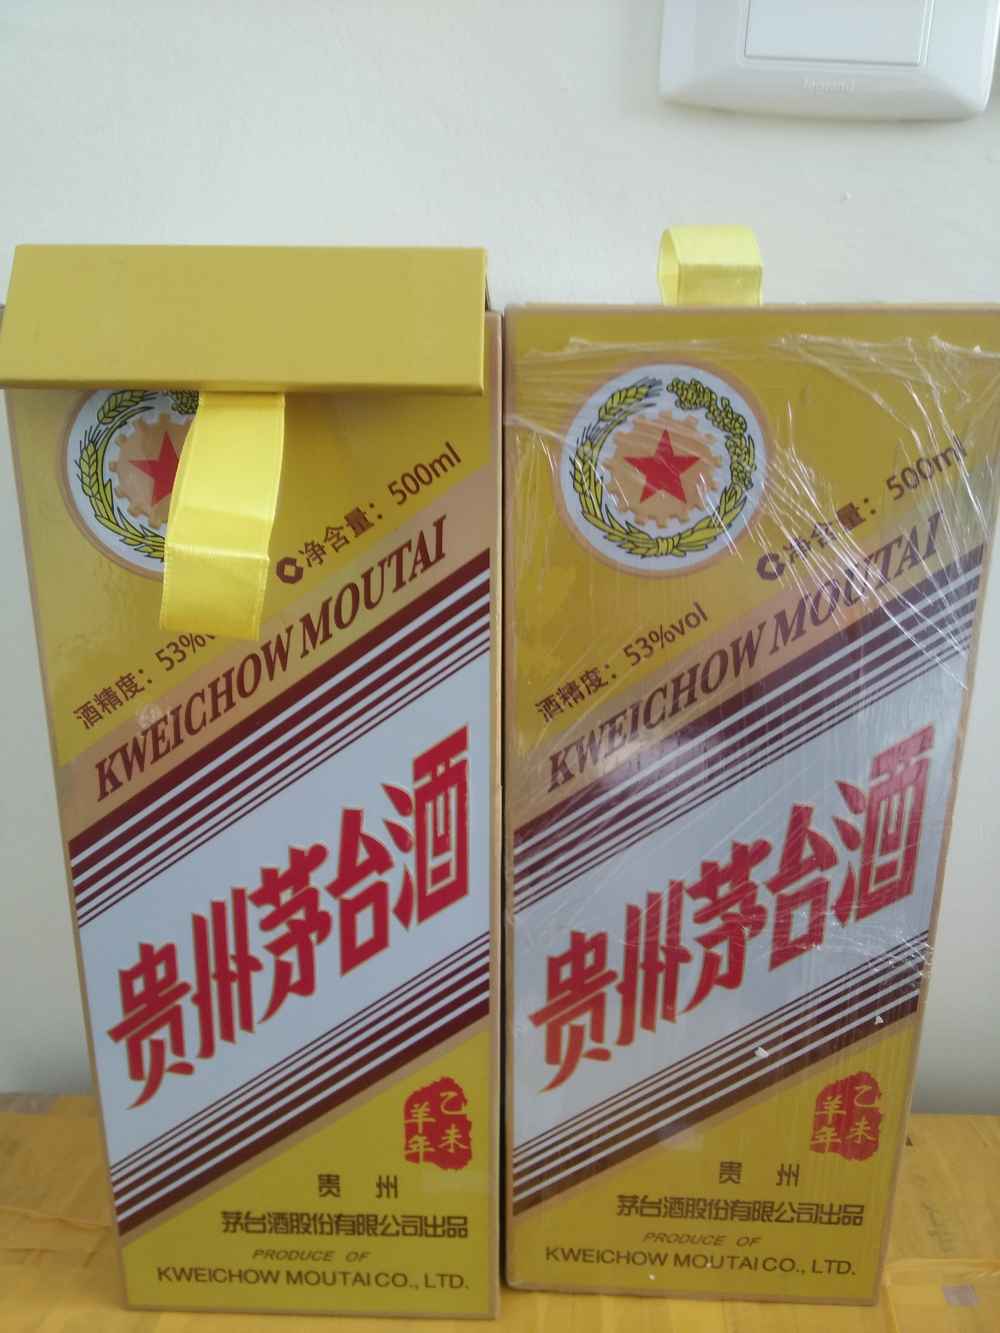 legrand
净含量：500ml
酒精度：53%v
KWEICHOW MOUTAI
贵州茅台酒
乙未
羊年
贵州
茅台酒股份有限公司出品
PRODUCE OF
KWEICHOW MOUTAI CO., LTD.
净含量：500ml
酒精度：53%vol
KWEICHOW MOUTAI
贵州茅台酒
乙未
羊年
贵州
茅台酒股份有限公司出品
PRODUCE OF
KWEICHOW MOUTAI CO., LTD.